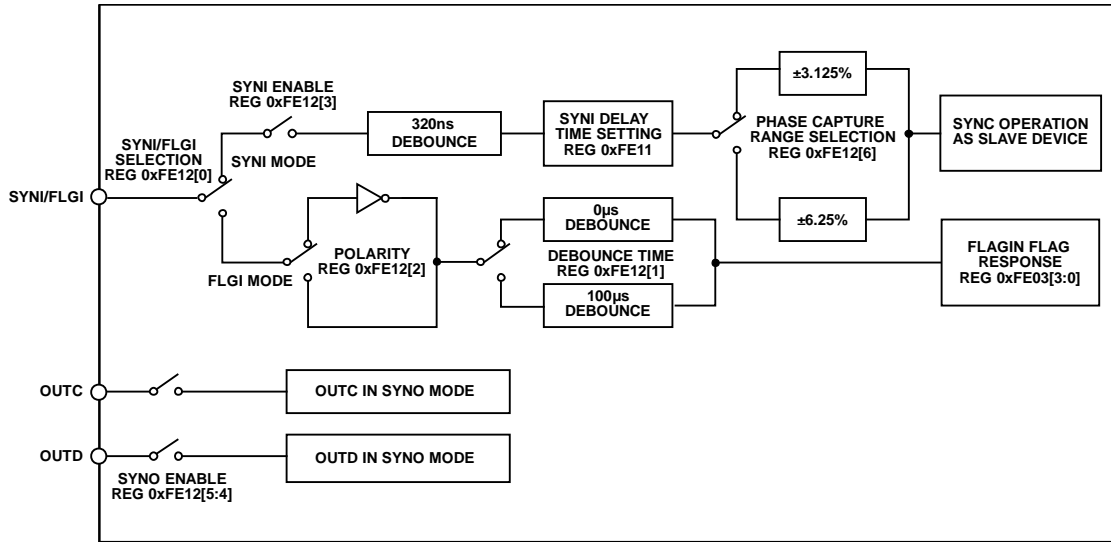 SYNI ENABLE
REG 0xFE12[3]
SYNI/FLGI
SELECTION
REG 0xFE12[0]
SYNI MODE
320ns
DEBOUNCE
SYNI DELAY
TIME SETTING
REG 0xFE11
±3.125%
PHASE CAPTURE
RANGE SELECTION
REG 0xFE12[6]
±6.25%
SYNC OPERATION
AS SLAVE DEVICE
SYNI/FLGI
FLGI MODE
POLARITY
REG 0xFE12[2]
0µs
DEBOUNCE
DEBOUNCE TIME
REG 0xFE12[1]
100µs
DEBOUNCE
FLAGIN FLAG
RESPONSE
REG 0xFE03[3:0]
OUTC
OUTC IN SYNO MODE
OUTD
OUTD IN SYNO MODE
SYNO ENABLE
REG 0xFE12[5:4]